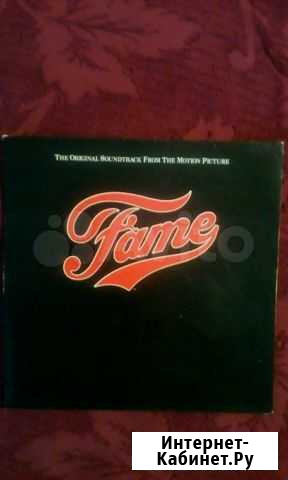 THE ORIGINAL SOUNDTRACK FROM THE MOTION PICTURE
Fame
Интернет-
Кабинет.Ру